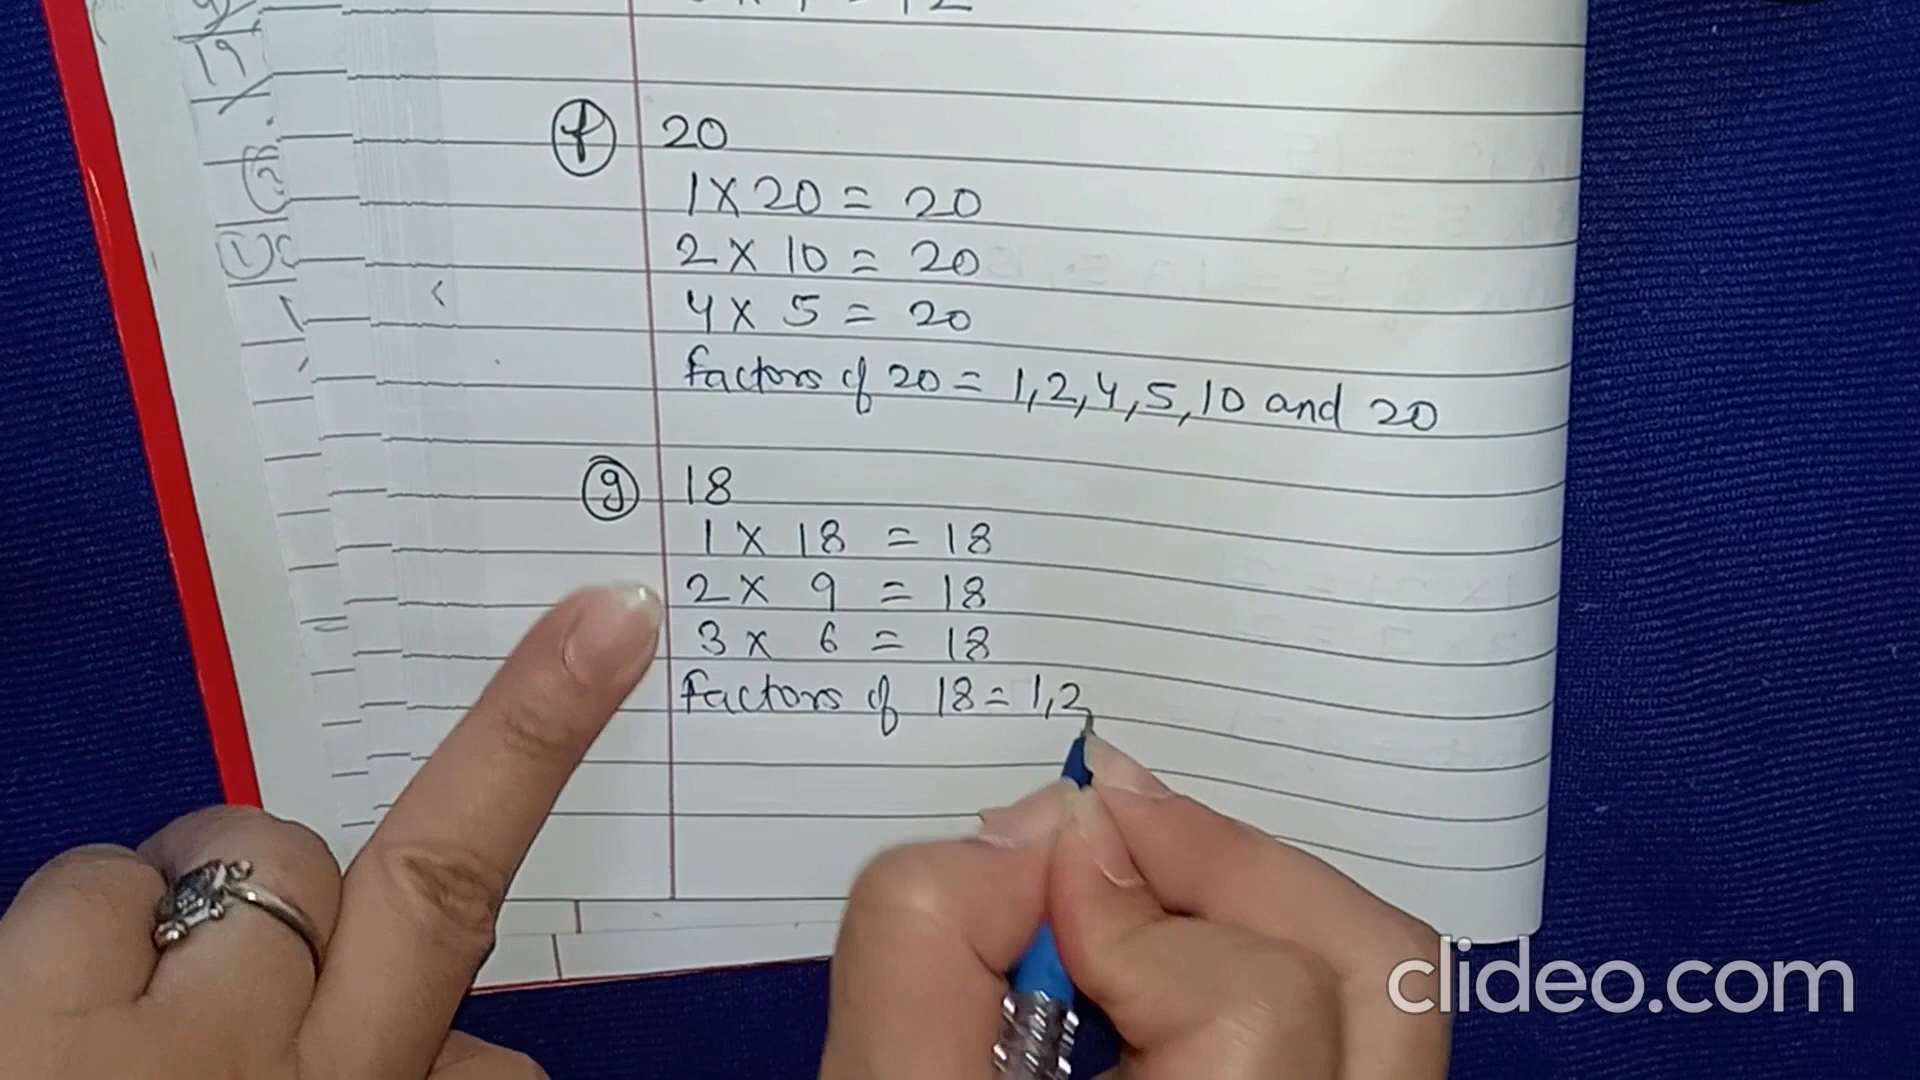 f 20
1 X 20 = 20
2 X 10 = 20
4 X 5 = 20
factors of 20 = 1, 2, 4, 5, 10 and 20
g 18
1 X 18 = 18
2 X 9 = 18
3 x 6 = 18
factors of 18 = 1, 2,
clideo.com